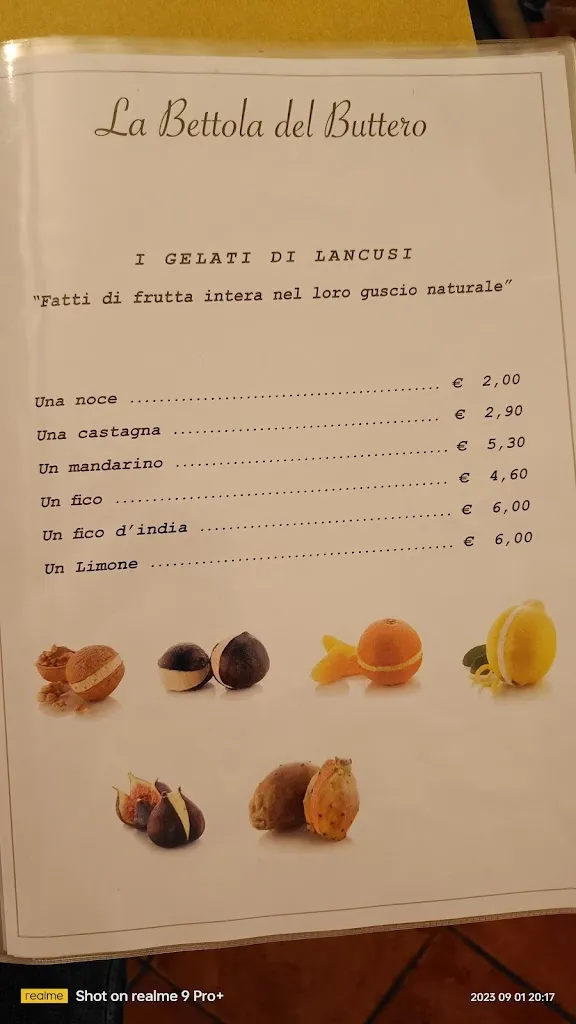 La Bettola del Buttero
I GELATI DI LANCUSI
"Fatti di frutta intera nel loro guscio naturale"
Una noce ........................................ € 2,00
Una castagna .................................. € 2,90
Un mandarino .................................. € 5,30
Un fico .......................................... € 4,60
Un fico d'india ................................ € 6,00
Un Limone ...................................... € 6,00
realme Shot on realme 9 Pro+ 2023 09 01 20:17